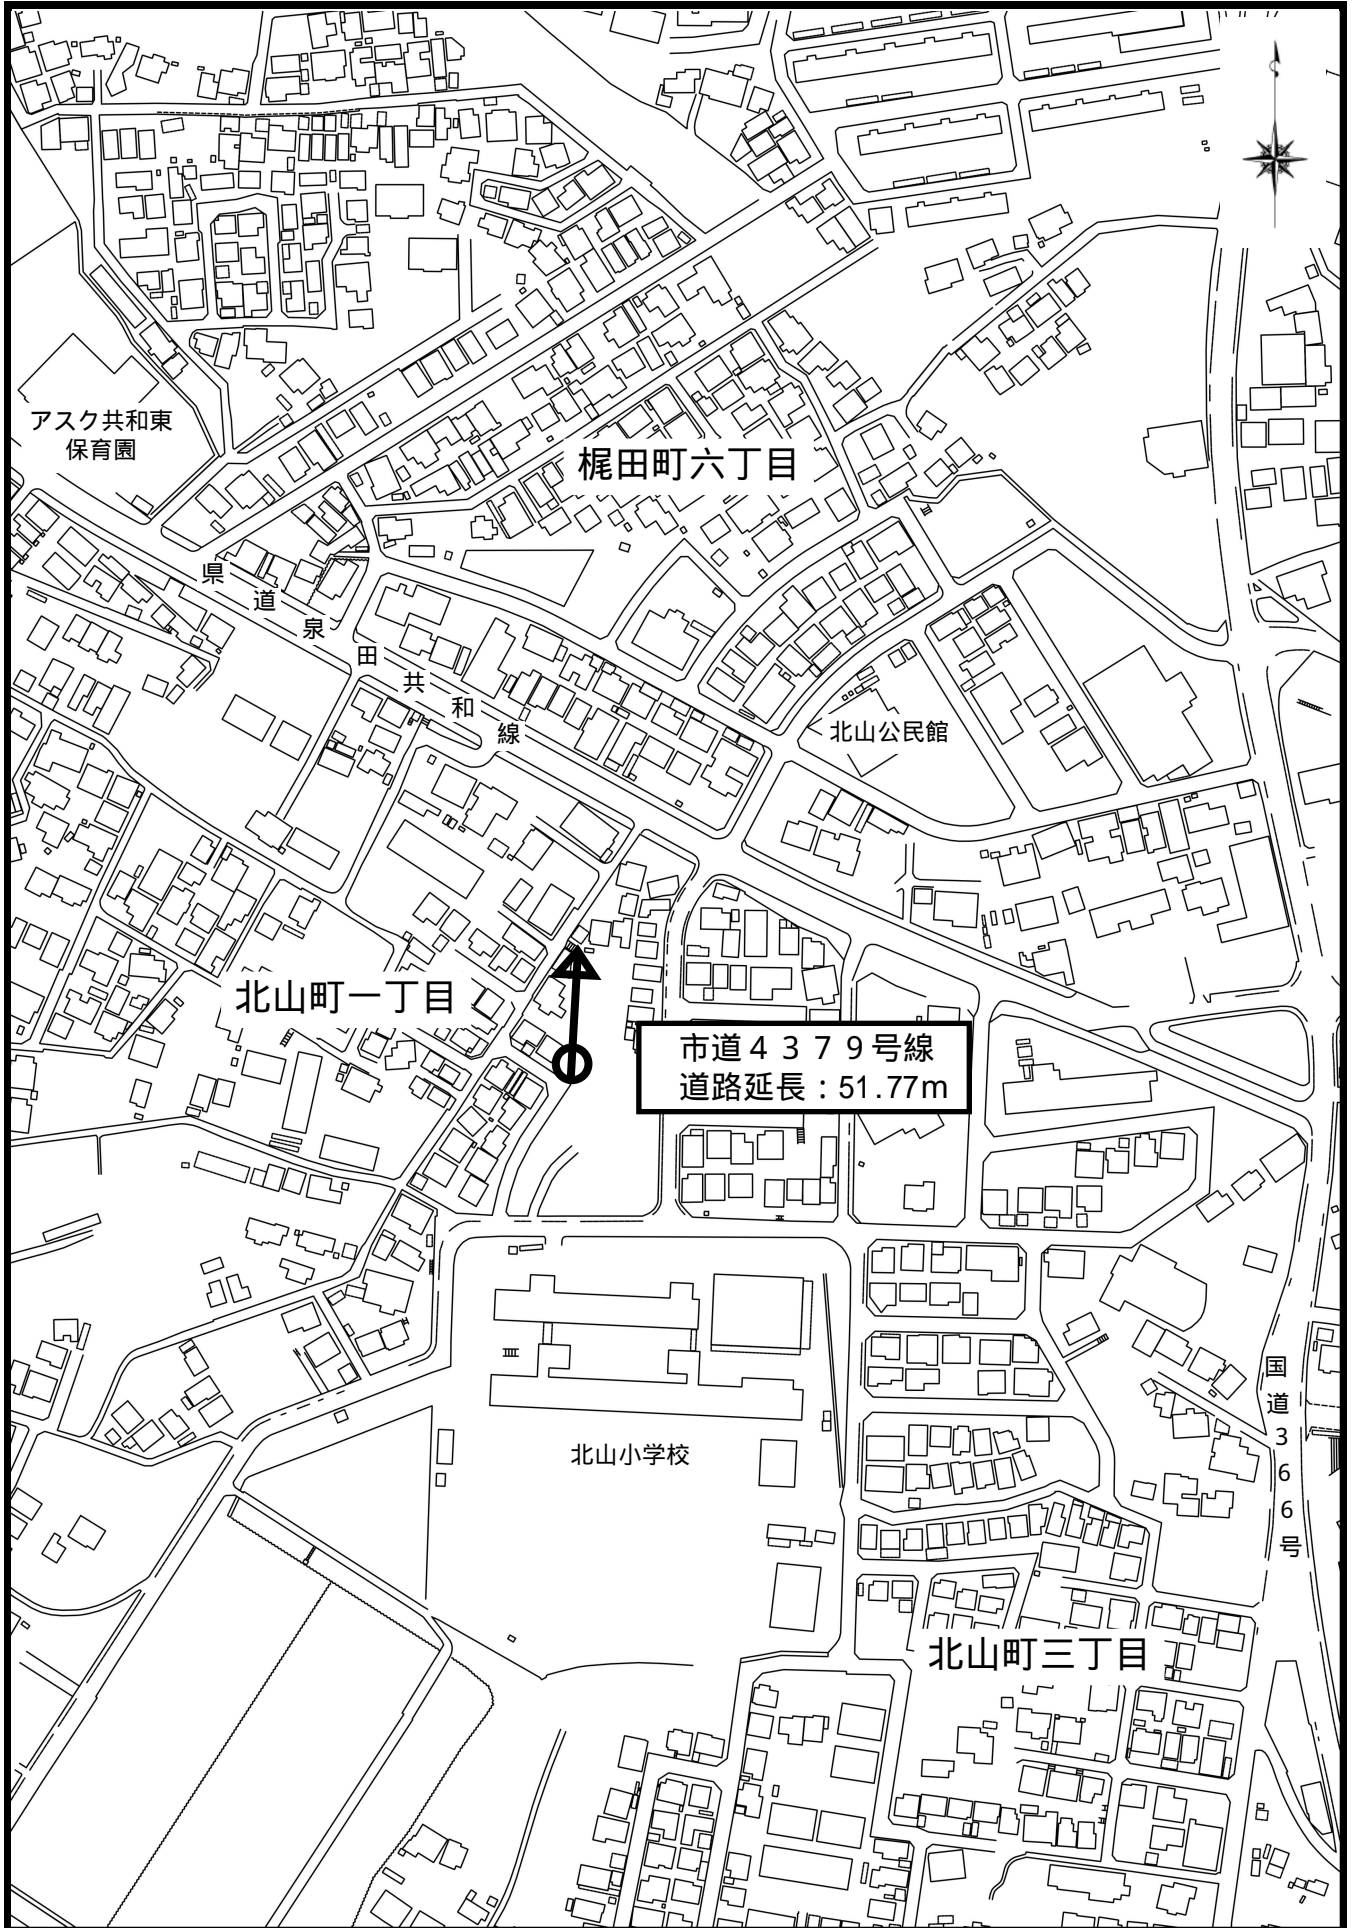 アスク共和東
保育園
梶田町六丁目
県道泉田共和線
北山公民館
北山町一丁目
市道４３７９号線
道路延長：51.77m
国道３６６号
北山小学校
北山町三丁目